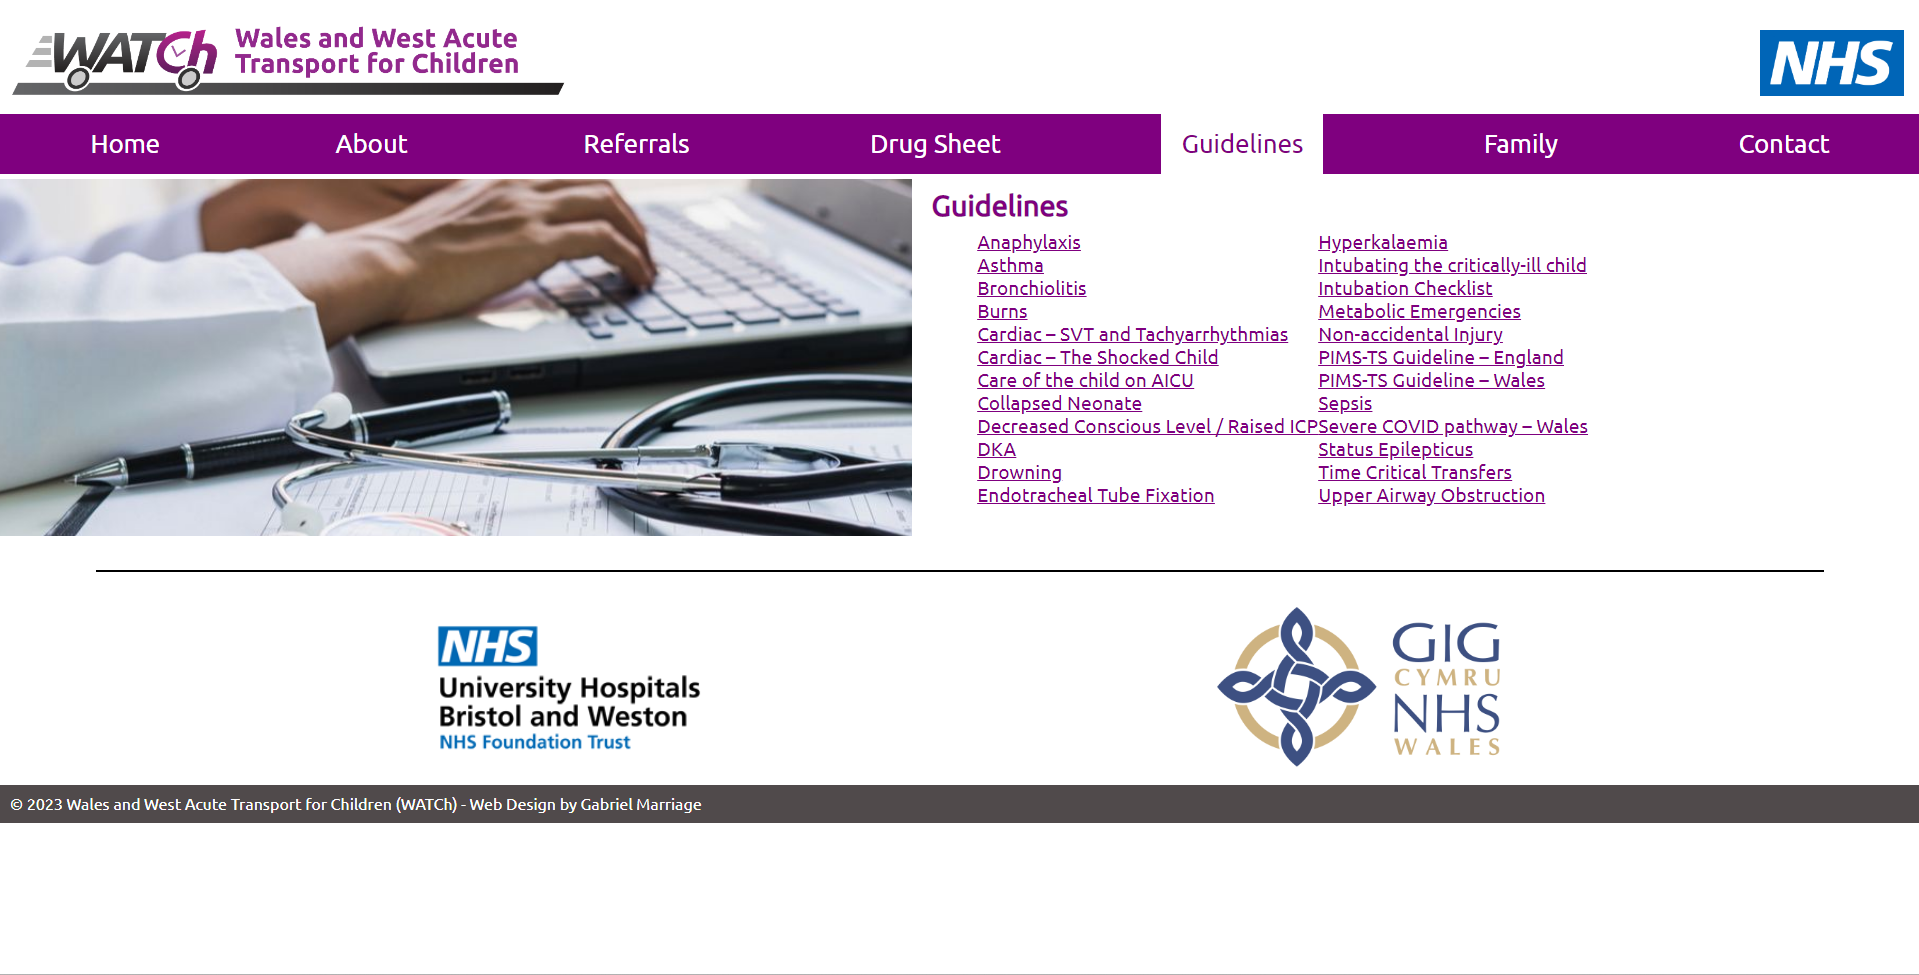 WATCh
Wales and West Acute
Transport for Children
NHS
Home
About
Referrals
Drug Sheet
Guidelines
Family
Contact
Guidelines
Anaphylaxis
Asthma
Bronchiolitis
Burns
Cardiac – SVT and Tachyarrhythmias
Cardiac – The Shocked Child
Care of the child on AICU
Collapsed Neonate
Decreased Conscious Level / Raised ICP
DKA
Drowning
Endotracheal Tube Fixation
Hyperkalaemia
Intubating the critically-ill child
Intubation Checklist
Metabolic Emergencies
Non-accidental Injury
PIMS-TS Guideline – England
PIMS-TS Guideline – Wales
Sepsis
Severe COVID pathway – Wales
Status Epilepticus
Time Critical Transfers
Upper Airway Obstruction
NHS
University Hospitals
Bristol and Weston
NHS Foundation Trust
GIG
CYMRU
NHS
WALES
© 2023 Wales and West Acute Transport for Children (WATCh) - Web Design by Gabriel Marriage